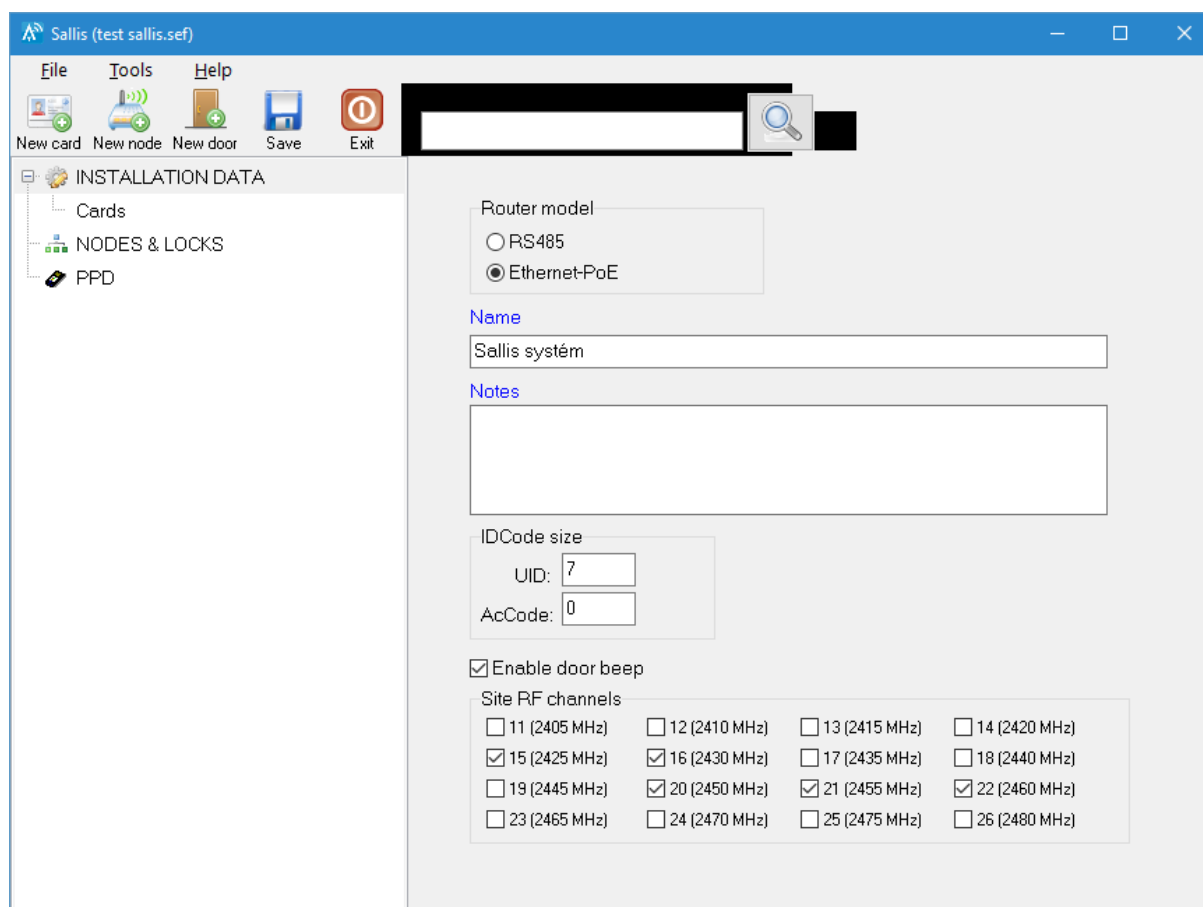 Sallis (test sallis.sef)
File Tools Help
New card New node New door Save Exit
INSTALLATION DATA
Cards
NODES & LOCKS
PPD
Router model
RS485
Ethernet-PoE
Name
Sallis systém
Notes
IDCode size
UID: 7
AcCode: 0
Enable door beep
Site RF channels
11 (2405 MHz) 12 (2410 MHz) 13 (2415 MHz) 14 (2420 MHz)
15 (2425 MHz) 16 (2430 MHz) 17 (2435 MHz) 18 (2440 MHz)
19 (2445 MHz) 20 (2450 MHz) 21 (2455 MHz) 22 (2460 MHz)
23 (2465 MHz) 24 (2470 MHz) 25 (2475 MHz) 26 (2480 MHz)